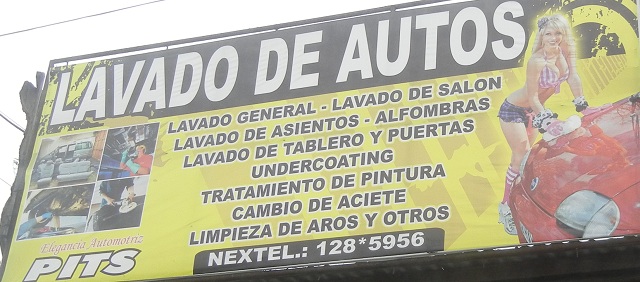 LAVADO DE AUTOS
LAVADO GENERAL - LAVADO DE SALON
LAVADO DE ASIENTOS - ALFOMBRAS
LAVADO DE TABLERO Y PUERTAS
UNDERCOATING
TRATAMIENTO DE PINTURA
CAMBIO DE ACIETE
LIMPIEZA DE AROS Y OTROS
NEXTEL.: 128*5956
Elegancia Automotriz
PITS